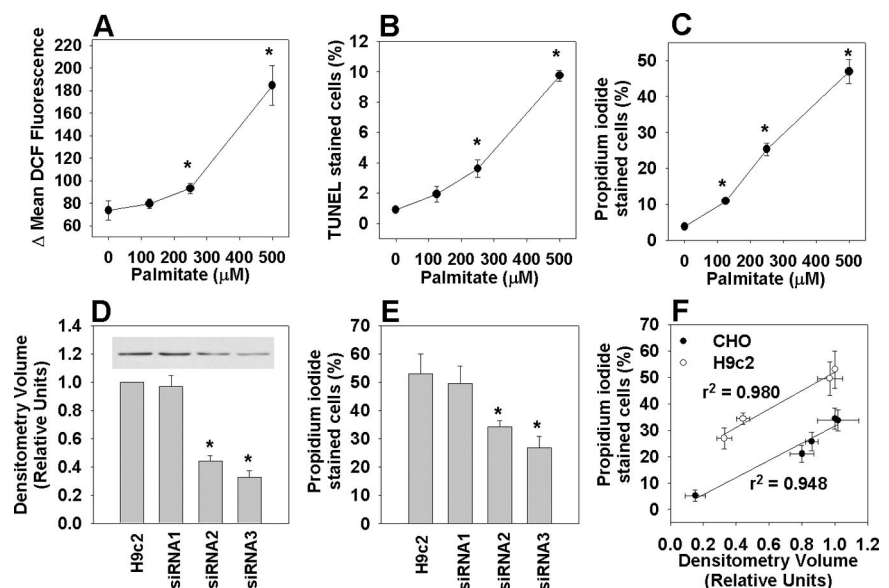 A
Δ Mean DCF Fluorescence
220
200
180
160
140
120
100
80
60
*
*
0 100 200 300 400 500
Palmitate (μM)
B
TUNEL stained cells (%)
12
10
8
6
4
2
0
*
*
0 100 200 300 400 500
Palmitate (μM)
C
Propidium iodide
stained cells (%)
50
40
30
20
10
0
*
*
*
0 100 200 300 400 500
Palmitate (μM)
D
Densitometry Volume
(Relative Units)
1.4
1.2
1.0
0.8
0.6
0.4
0.2
0.0
*
*
H9c2
siRNA1
siRNA2
siRNA3
E
Propidium iodide
stained cells (%)
70
60
50
40
30
20
10
0
*
*
H9c2
siRNA1
siRNA2
siRNA3
F
Propidium iodide
stained cells (%)
70
60
50
40
30
20
10
0
CHO
H9c2
r² = 0.980
r² = 0.948
0.0 0.2 0.4 0.6 0.8 1.0 1.2
Densitometry Volume
(Relative Units)